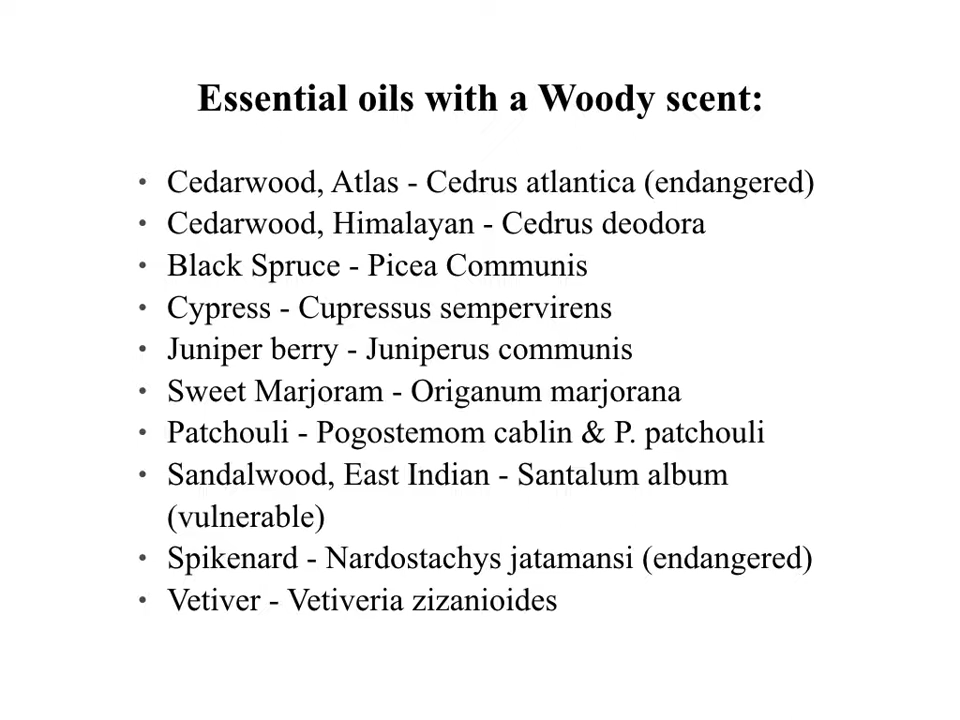 Essential oils with a Woody scent:
• Cedarwood, Atlas - Cedrus atlantica (endangered)
• Cedarwood, Himalayan - Cedrus deodora
• Black Spruce - Picea Communis
• Cypress - Cupressus sempervirens
• Juniper berry - Juniperus communis
• Sweet Marjoram - Origanum marjorana
• Patchouli - Pogostemom cablin & P. patchouli
• Sandalwood, East Indian - Santalum album
(vulnerable)
• Spikenard - Nardostachys jatamansi (endangered)
• Vetiver - Vetiveria zizanioides